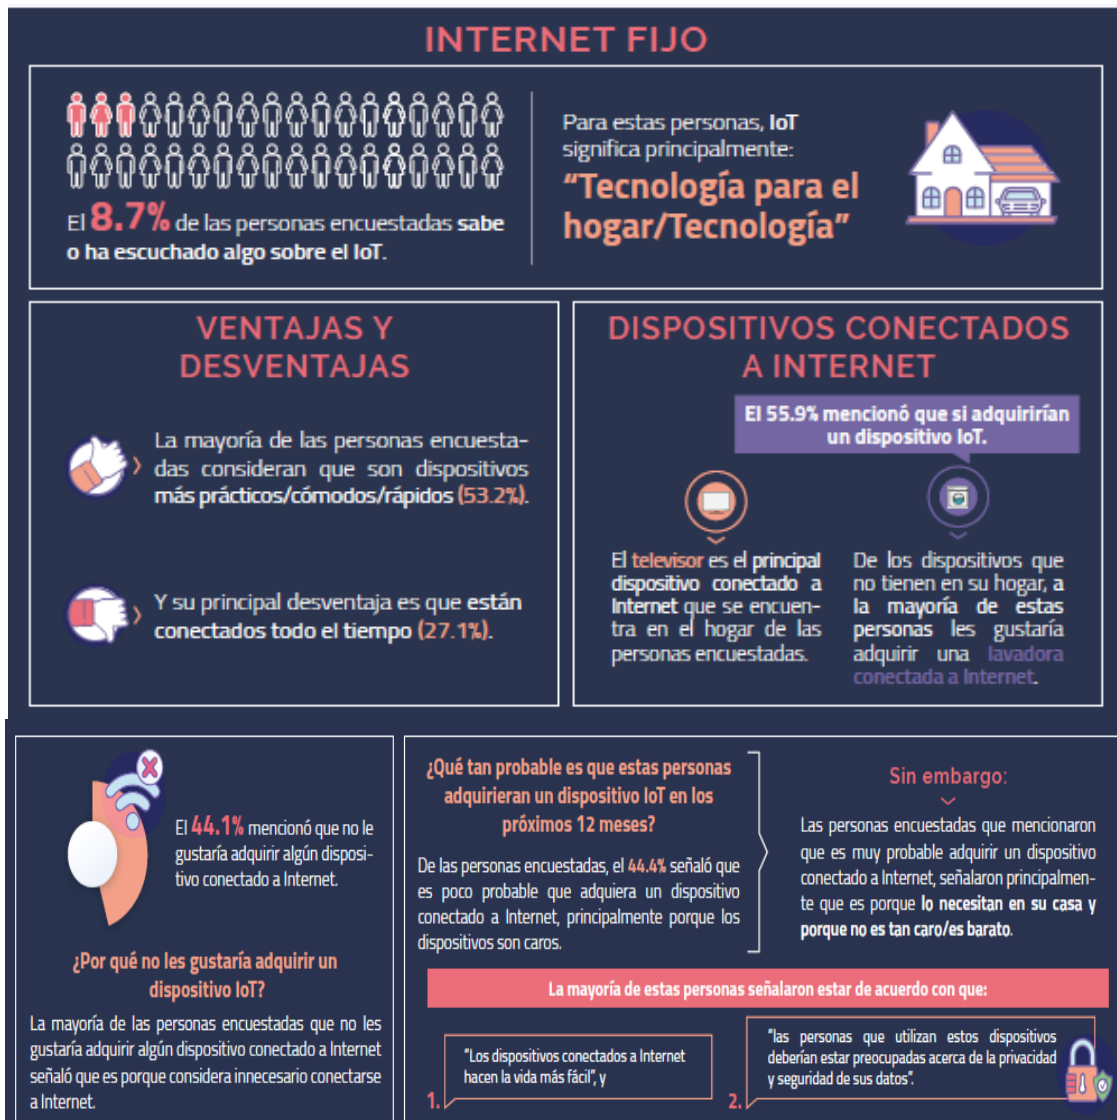 INTERNET FIJO
El 8.7% de las personas encuestadas sabe
o ha escuchado algo sobre el IoT.
Para estas personas, IoT
significa principalmente:
“Tecnología para el
hogar/Tecnología”
VENTAJAS Y
DESVENTAJAS
La mayoría de las personas encuesta-
das consideran que son dispositivos
más prácticos/cómodos/rápidos (53.2%).
Y su principal desventaja es que están
conectados todo el tiempo (27.1%).
DISPOSITIVOS CONECTADOS
A INTERNET
El 55.9% mencionó que si adquirirían
un dispositivo IoT.
El televisor es el principal
dispositivo conectado a
Internet que se encuen-
tra en el hogar de las
personas encuestadas.
De los dispositivos que
no tienen en su hogar, a
la mayoría de estas
personas les gustaría
adquirir una lavadora
conectada a Internet.
El 44.1% mencionó que no le
gustaría adquirir algún disposi-
tivo conectado a Internet.
¿Por qué no les gustaría adquirir un
dispositivo IoT?
La mayoría de las personas encuestadas que no les
gustaría adquirir algún dispositivo conectado a Internet
señaló que es porque considera innecesario conectarse
a Internet.
¿Qué tan probable es que estas personas
adquirieran un dispositivo IoT en los
próximos 12 meses?
De las personas encuestadas, el 44.4% señaló que
es poco probable que adquiera un dispositivo
conectado a Internet, principalmente porque los
dispositivos son caros.
Sin embargo:
Las personas encuestadas que mencionaron
que es muy probable adquirir un dispositivo
conectado a Internet, señalaron principalmen-
te que es porque lo necesitan en su casa y
porque no es tan caro/es barato.
La mayoría de estas personas señalaron estar de acuerdo con que:
"Los dispositivos conectados a Internet
hacen la vida más fácil", y
1.
"las personas que utilizan estos dispositivos
deberían estar preocupadas acerca de la privacidad
y seguridad de sus datos".
2.